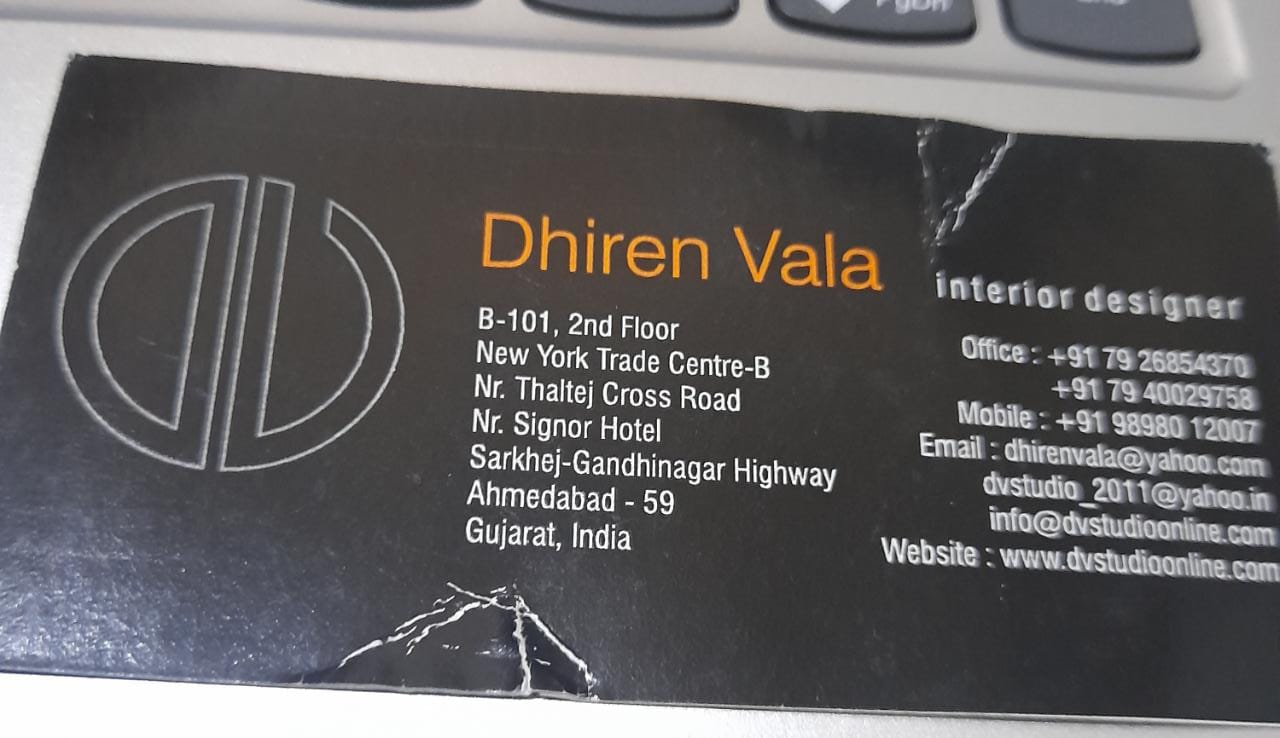 PgDn
Dhiren Vala
interior designer
B-101, 2nd Floor
New York Trade Centre-B
Nr. Thaltej Cross Road
Nr. Signor Hotel
Sarkhej-Gandhinagar Highway
Ahmedabad - 59
Gujarat, India
Office : +91 79 26854370
+91 79 40029758
Mobile : +91 98980 12007
Email : dhirenvala@yahoo.com
dvstudio_2011@yahoo.in
info@dvstudioonline.com
Website : www.dvstudioonline.com